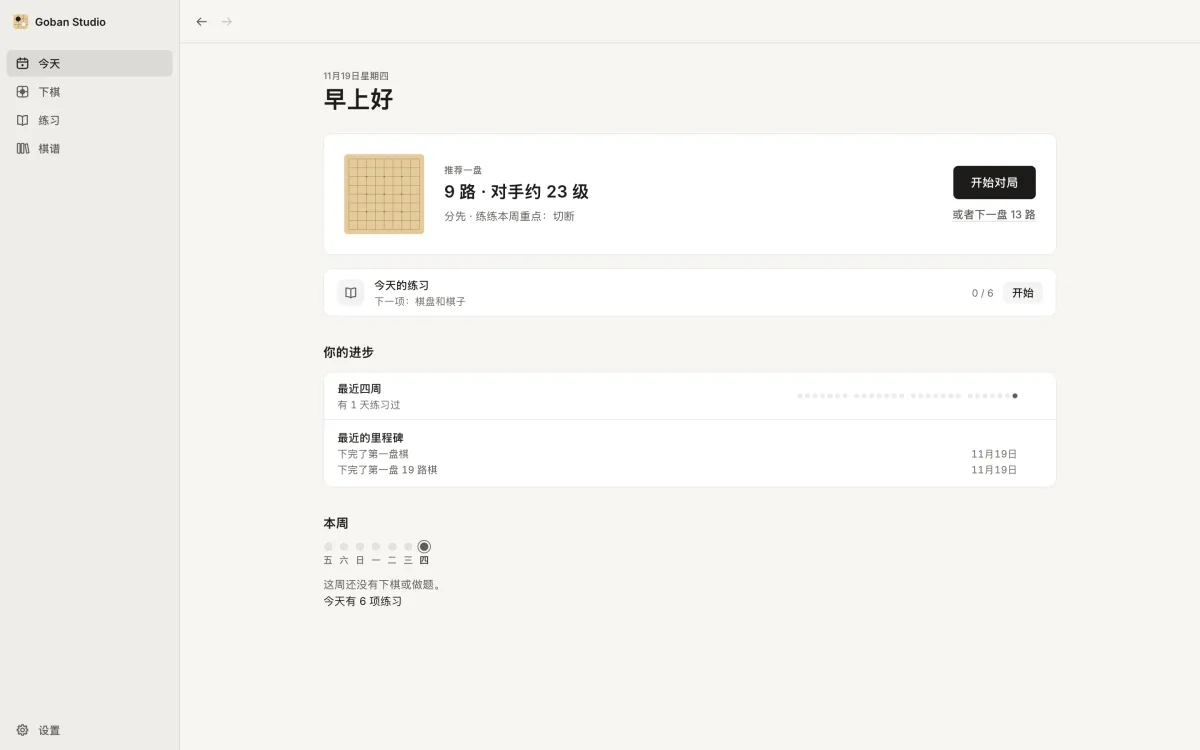 Goban Studio
今天
下棋
练习
棋谱
设置
11月19日星期四
早上好
推荐一盘
9 路 · 对手约 23 级
分先 · 练练本周重点：切断
开始对局
或者下一盘 13 路
今天的练习
下一项：棋盘和棋子
0 / 6
开始
你的进步
最近四周
有 1 天练习过
最近的里程碑
下完了第一盘棋
11月19日
下完了第一盘 19 路棋
11月19日
本周
五 六 日 一 二 三 四
这周还没有下棋或做题。
今天有 6 项练习